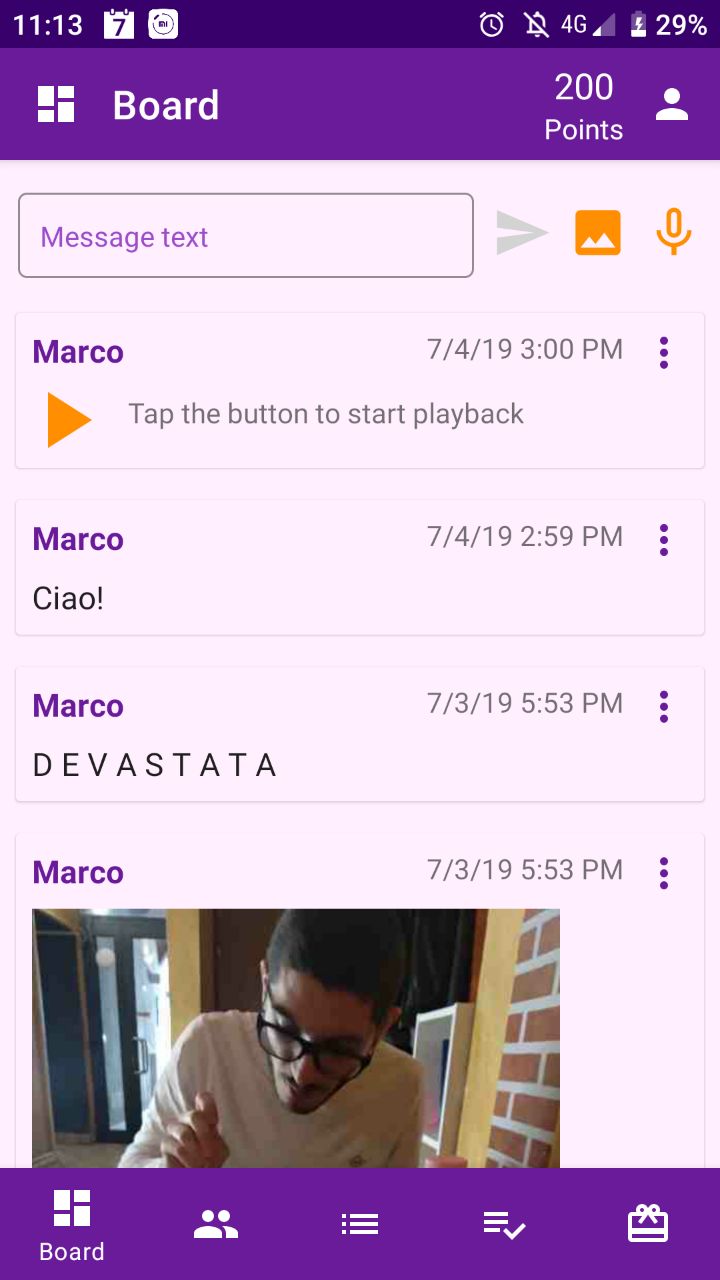 11:13
7
4G
29%
Board
200
Points
Message text
Marco
7/4/19 3:00 PM
Tap the button to start playback
Marco
7/4/19 2:59 PM
Ciao!
Marco
7/3/19 5:53 PM
D E V A S T A T A
Marco
7/3/19 5:53 PM
Board